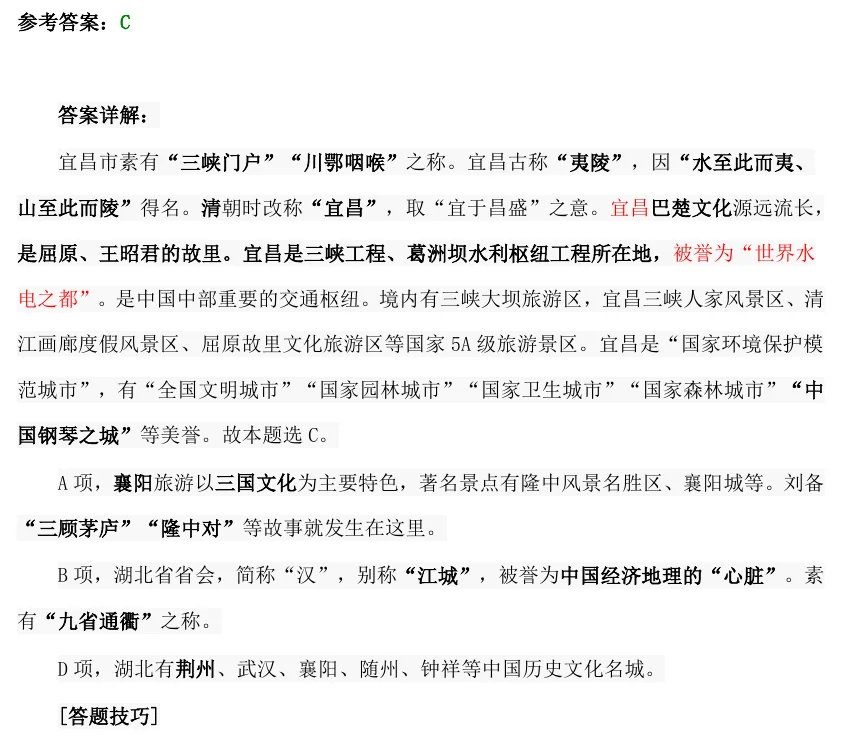 参考答案：C
答案详解：
宜昌市素有“三峡门户”“川鄂咽喉”之称。宜昌古称“夷陵”，因“水至此而夷、
山至此而陵”得名。清朝时改称“宜昌”，取“宜于昌盛”之意。宜昌巴楚文化源远流长，
是屈原、王昭君的故里。宜昌是三峡工程、葛洲坝水利枢纽工程所在地，被誉为“世界水
电之都”。是中国中部重要的交通枢纽。境内有三峡大坝旅游区，宜昌三峡人家风景区、清
江画廊度假风景区、屈原故里文化旅游区等国家 5A 级旅游景区。宜昌是“国家环境保护模
范城市”，有“全国文明城市”“国家园林城市”“国家卫生城市”“国家森林城市”“中
国钢琴之城”等美誉。故本题选 C。
A 项，襄阳旅游以三国文化为主要特色，著名景点有隆中风景名胜区、襄阳城等。刘备
“三顾茅庐”“隆中对”等故事就发生在这里。
B 项，湖北省省会，简称“汉”，别称“江城”，被誉为中国经济地理的“心脏”。素
有“九省通衢”之称。
D 项，湖北有荆州、武汉、襄阳、随州、钟祥等中国历史文化名城。
[答题技巧]